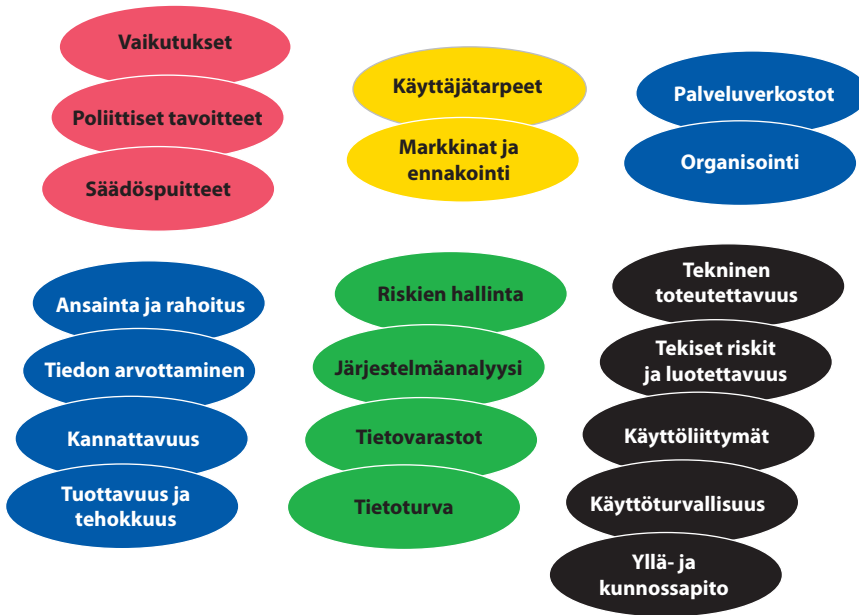 Vaikutukset
Poliittiset tavoitteet
Säädöspuitteet
Käyttäjätarpeet
Markkinat ja
ennakointi
Palveluverkostot
Organisointi
Ansainta ja rahoitus
Tiedon arvottaminen
Kannattavuus
Tuottavuus ja
tehokkuus
Riskien hallinta
Järjestelmäanalyysi
Tietovarastot
Tietoturva
Tekninen
toteutettavuus
Tekiset riskit
ja luotettavuus
Käyttöliittymät
Käyttöturvallisuus
Yllä- ja
kunnossapito